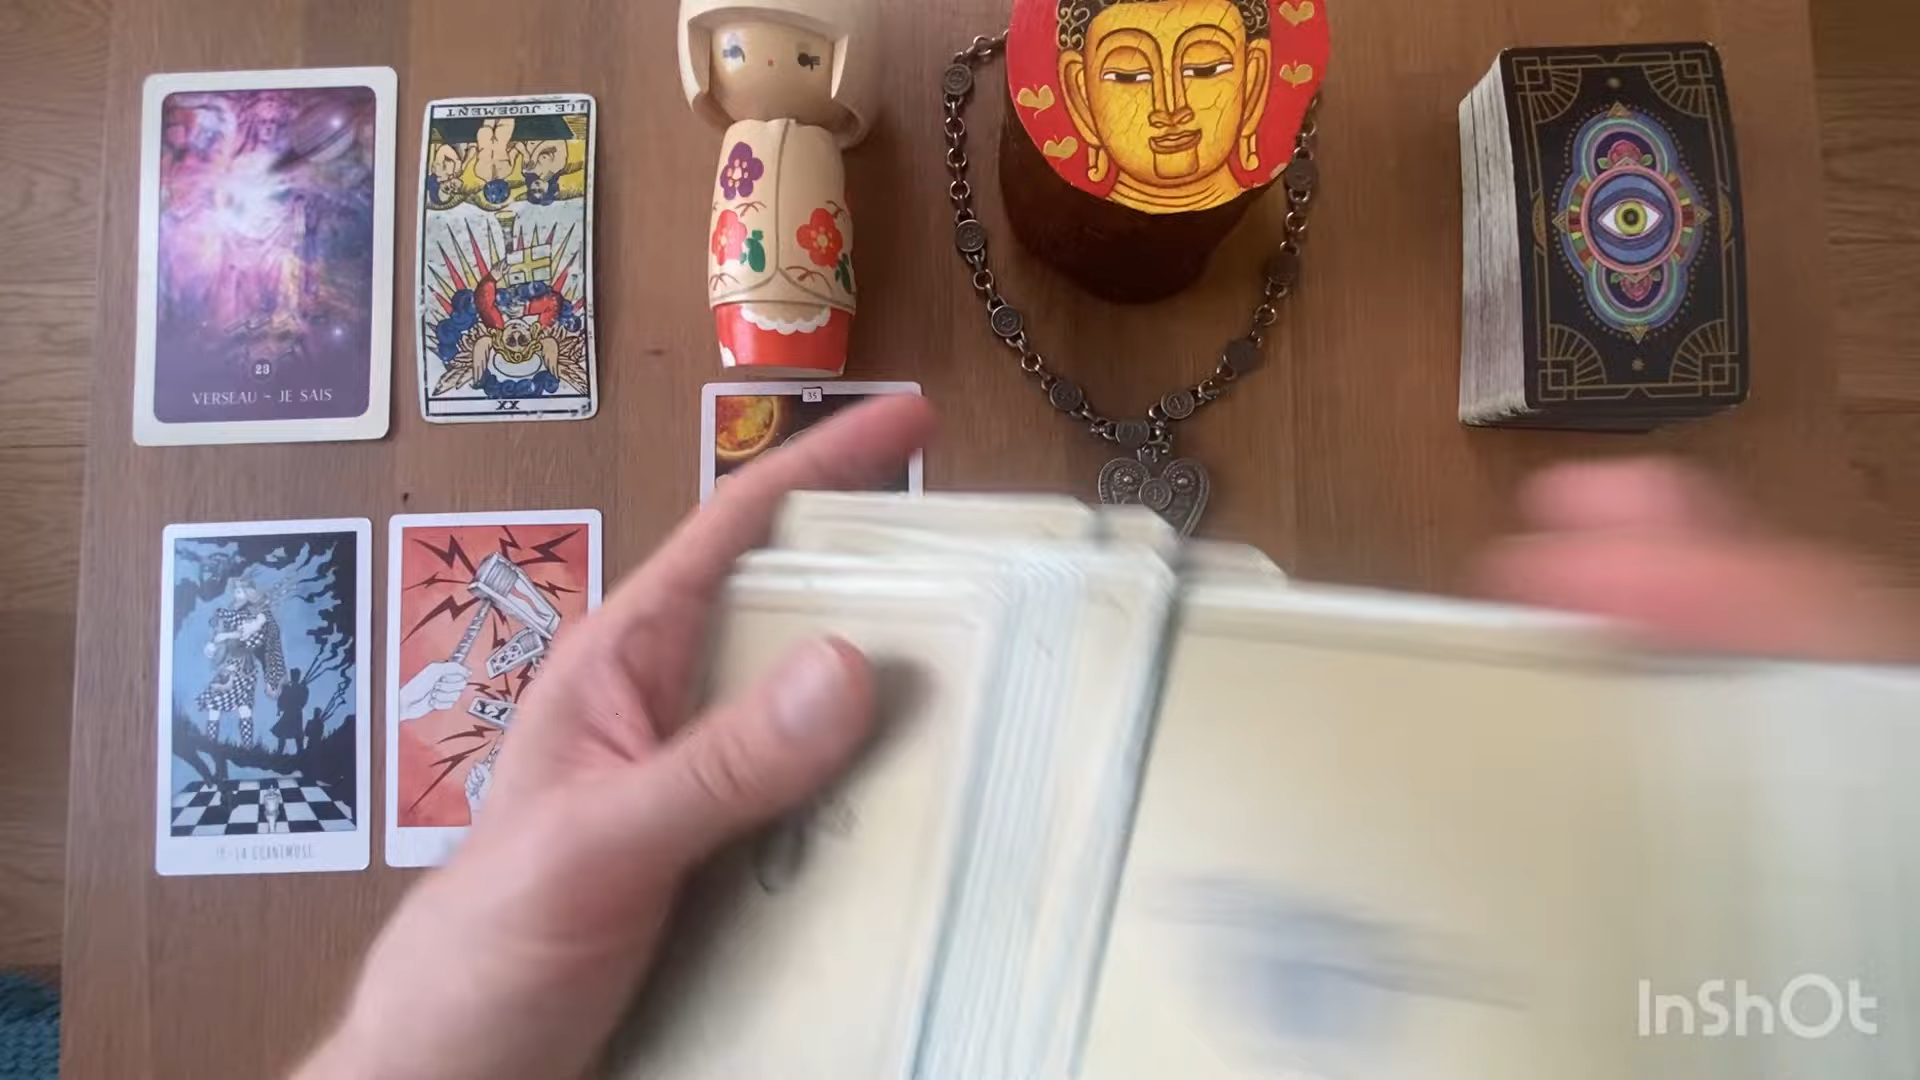 23
VERSEAU ~ JE SAIS
LE·JUGEMENT
XX
35
InShOt